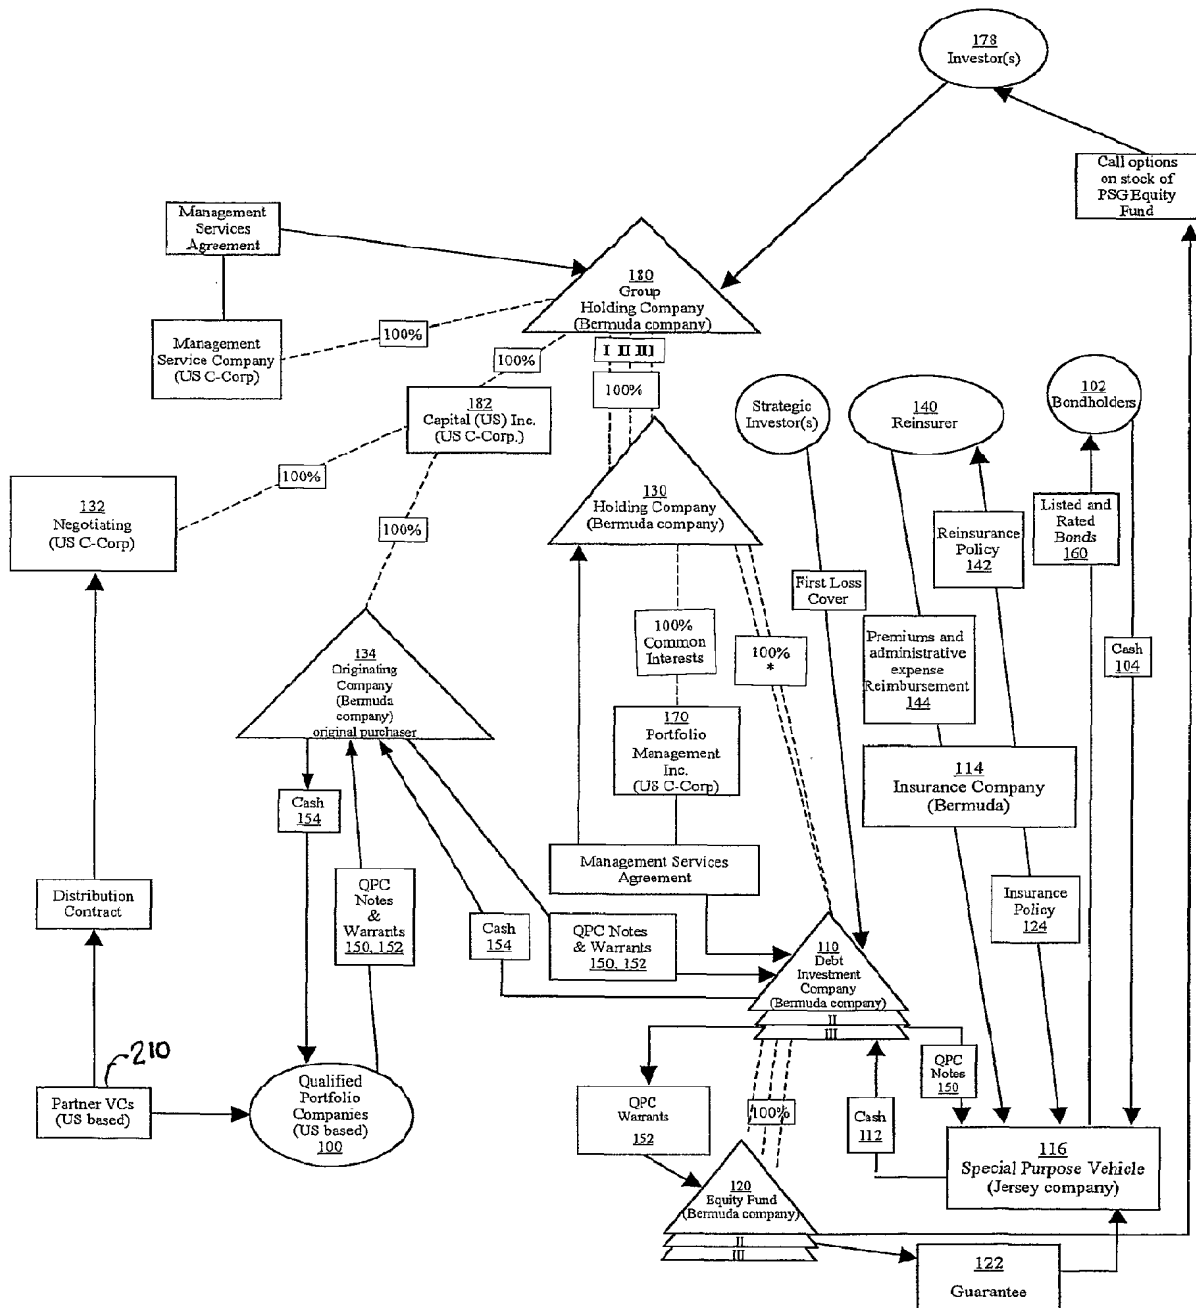 178
Investor(s)
Call options
on stock of
PSG Equity
Fund
Management
Services
Agreement
180
Group
Holding Company
(Bermuda company)
Management
Service Company
(US C-Corp)
100%
100%
I II III
100%
182
Capital (US) Inc.
(US C-Corp.)
Strategic
Investor(s)
140
Reinsurer
102
Bondholders
100%
132
Negotiating
(US C-Corp)
130
Holding Company
(Bermuda company)
100%
Listed and
Rated
Bonds
160
Reinsurance
Policy
142
First Loss
Cover
100%
Common
Interests
100%
*
Premiums and
administrative
expense
Reimbursement
144
Cash
104
134
Originating
Company
(Bermuda
company)
original purchaser
170
Portfolio
Management
Inc.
(US C-Corp)
114
Insurance Company
(Bermuda)
Cash
154
Management Services
Agreement
Distribution
Contract
QPC
Notes
&
Warrants
150, 152
Cash
154
QPC Notes
& Warrants
150, 152
Insurance
Policy
124
110
Debt
Investment
Company
(Bermuda company)
II
III
210
Partner VCs
(US based)
Qualified
Portfolio
Companies
(US based)
100
QPC
Warrants
152
100%
Cash
112
QPC
Notes
150
116
Special Purpose Vehicle
(Jersey company)
120
Equity Fund
(Bermuda company)
II
III
122
Guarantee